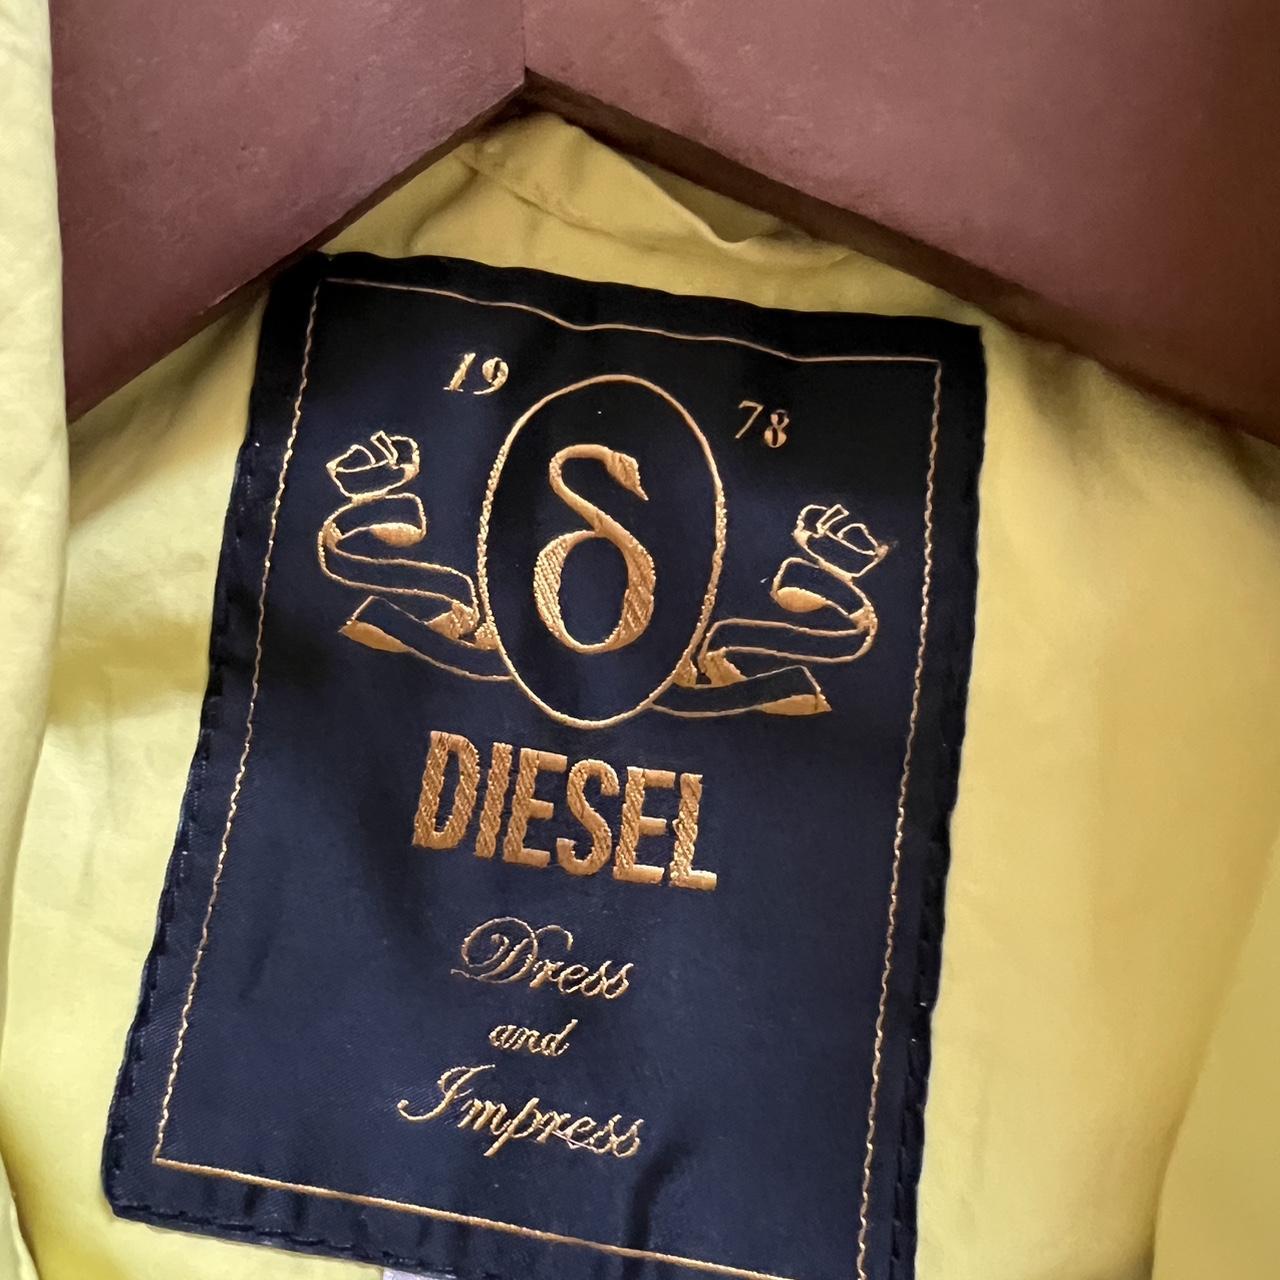 19 78
DIESEL
Dress
and
Impress